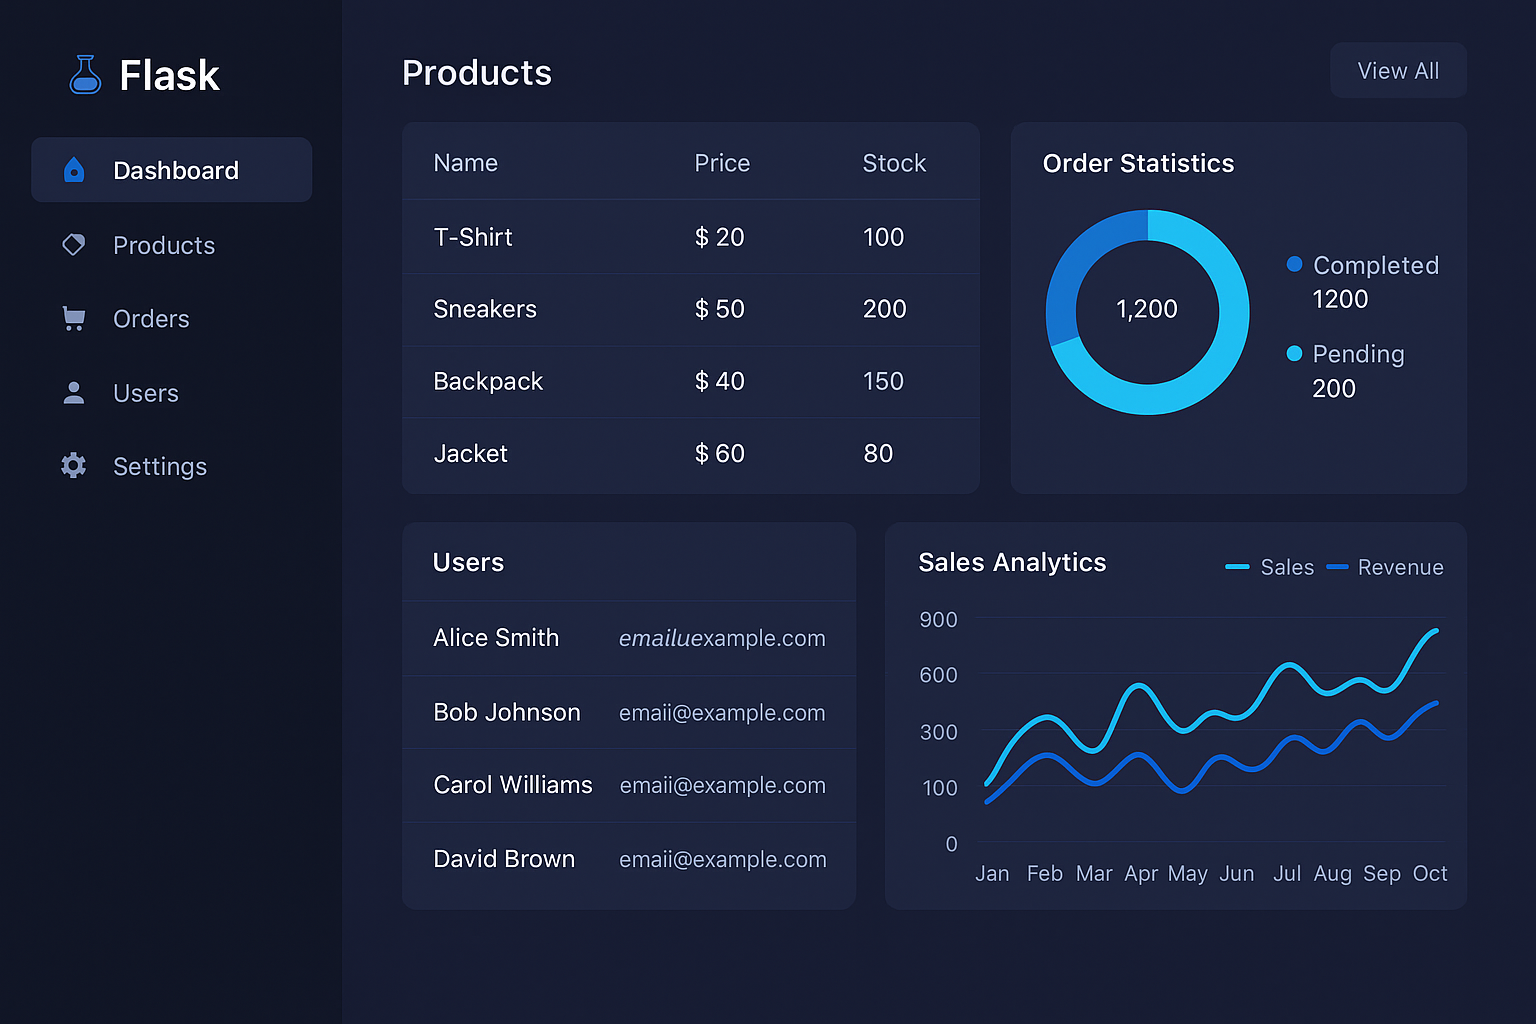 Flask
Dashboard
Products
Orders
Users
Settings
Products
View All
Name Price Stock
T-Shirt $ 20 100
Sneakers $ 50 200
Backpack $ 40 150
Jacket $ 60 80
Order Statistics
1,200
Completed
1200
Pending
200
Users
Alice Smith emailuexample.com
Bob Johnson emaii@example.com
Carol Williams emaii@example.com
David Brown emaii@example.com
Sales Analytics
Sales Revenue
900
600
300
100
0
Jan Feb Mar Apr May Jun Jul Aug Sep Oct